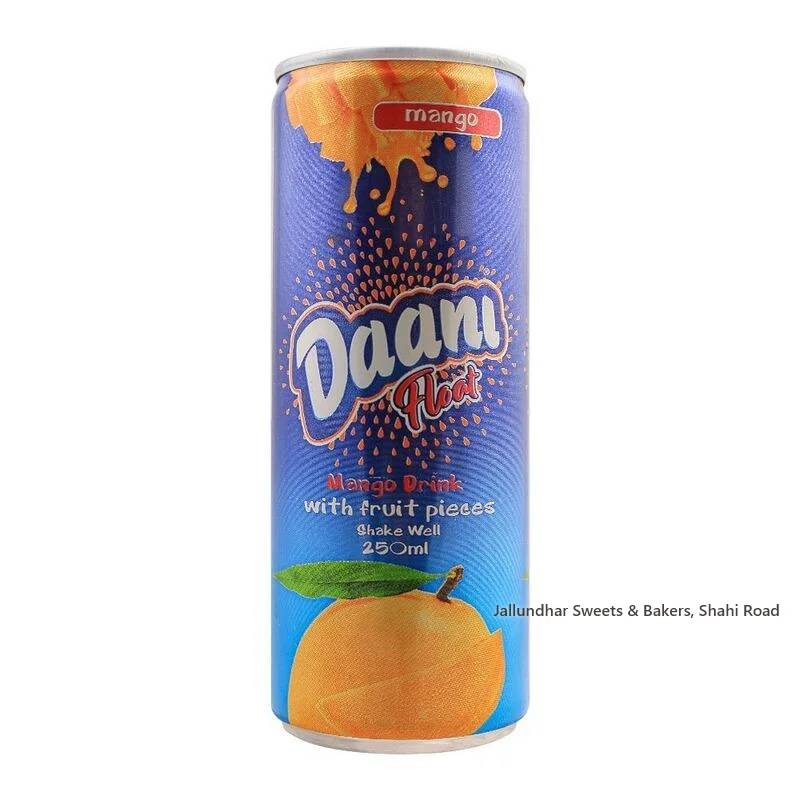 mango
Daani
Float
Mango Drink
with fruit pieces
Shake Well
250ml
Jallundhar Sweets & Bakers, Shahi Road